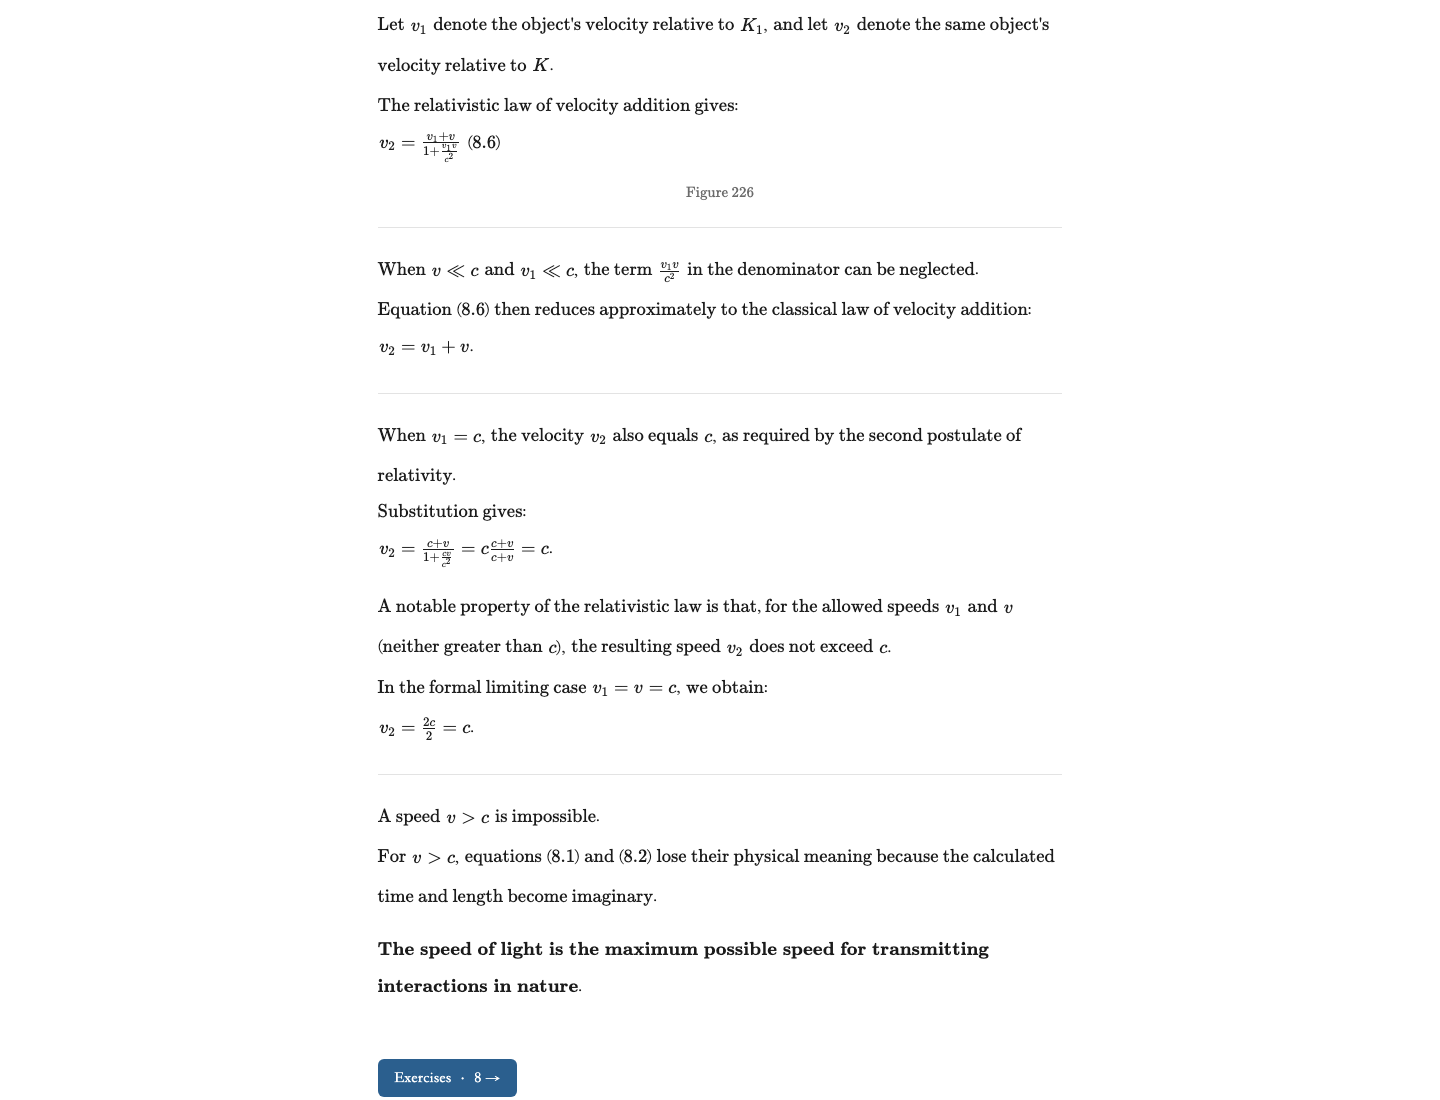 Let v₁ denote the object's velocity relative to K₁, and let v₂ denote the same object's
velocity relative to K.
The relativistic law of velocity addition gives:
v₂ = \frac{v₁+v}{1+\frac{v₁v}{c²}} (8.6)
Figure 226
When v ≪ c and v₁ ≪ c, the term \frac{v₁v}{c²} in the denominator can be neglected.
Equation (8.6) then reduces approximately to the classical law of velocity addition:
v₂ = v₁ + v.
When v₁ = c, the velocity v₂ also equals c, as required by the second postulate of
relativity.
Substitution gives:
v₂ = \frac{c+v}{1+\frac{cv}{c²}} = c\frac{c+v}{c+v} = c.
A notable property of the relativistic law is that, for the allowed speeds v₁ and v
(neither greater than c), the resulting speed v₂ does not exceed c.
In the formal limiting case v₁ = v = c, we obtain:
v₂ = \frac{2c}{2} = c.
A speed v > c is impossible.
For v > c, equations (8.1) and (8.2) lose their physical meaning because the calculated
time and length become imaginary.
The speed of light is the maximum possible speed for transmitting
interactions in nature.
Exercises · 8 →